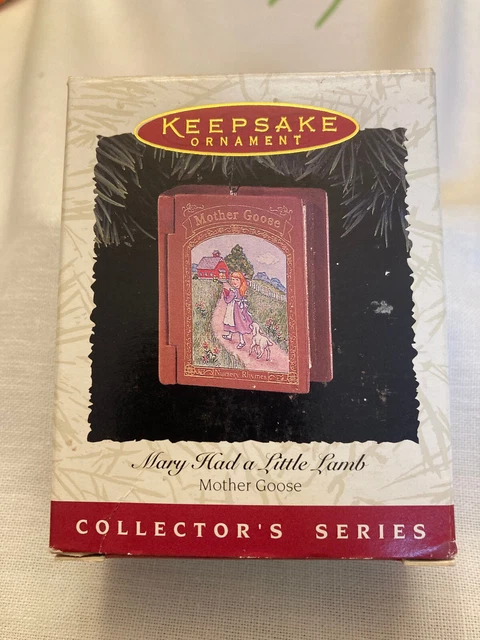 KEEPSAKE
ORNAMENT
Mother Goose
Nursery Rhymes
Mary Had a Little Lamb
Mother Goose
COLLECTOR'S SERIES